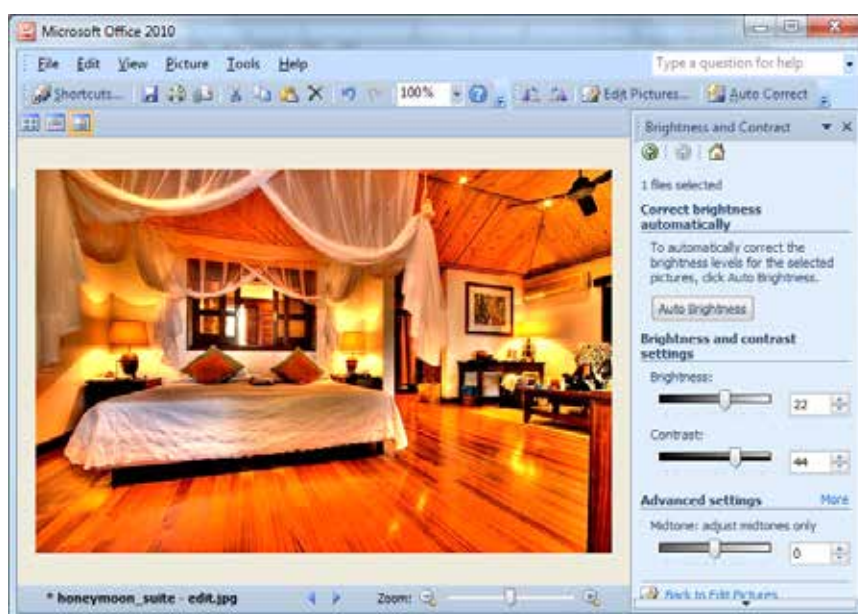 Microsoft Office 2010
File Edit View Picture Tools Help
Type a question for help
Shortcuts... 100% Edit Pictures... Auto Correct
Brightness and Contrast
1 files selected
Correct brightness
automatically
To automatically correct the
brightness levels for the selected
pictures, click Auto Brightness.
Auto Brightness
Brightness and contrast
settings
Brightness:
22
Contrast:
44
Advanced settings More
Midtone: adjust midtones only
0
Back to Edit Pictures
* honeymoon_suite - edit.jpg Zoom: